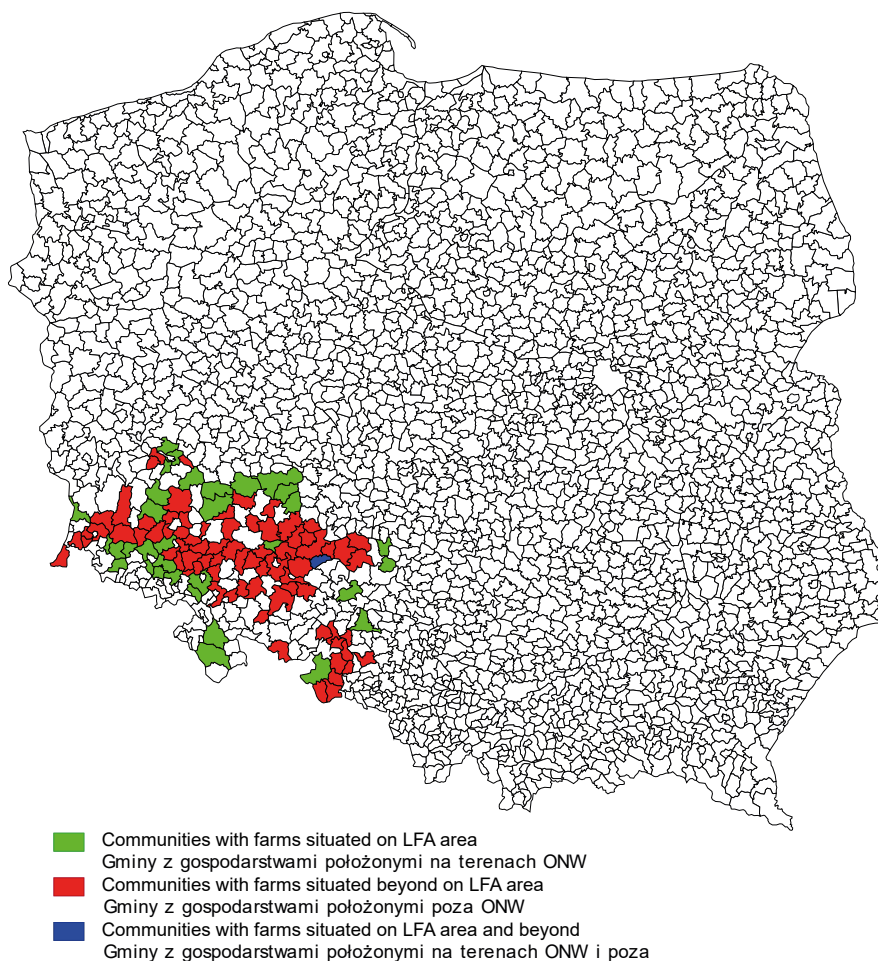 Communities with farms situated on LFA area
Gminy z gospodarstwami położonymi na terenach ONW
Communities with farms situated beyond on LFA area
Gminy z gospodarstwami położonymi poza ONW
Communities with farms situated on LFA area and beyond
Gminy z gospodarstwami położonymi na terenach ONW i poza